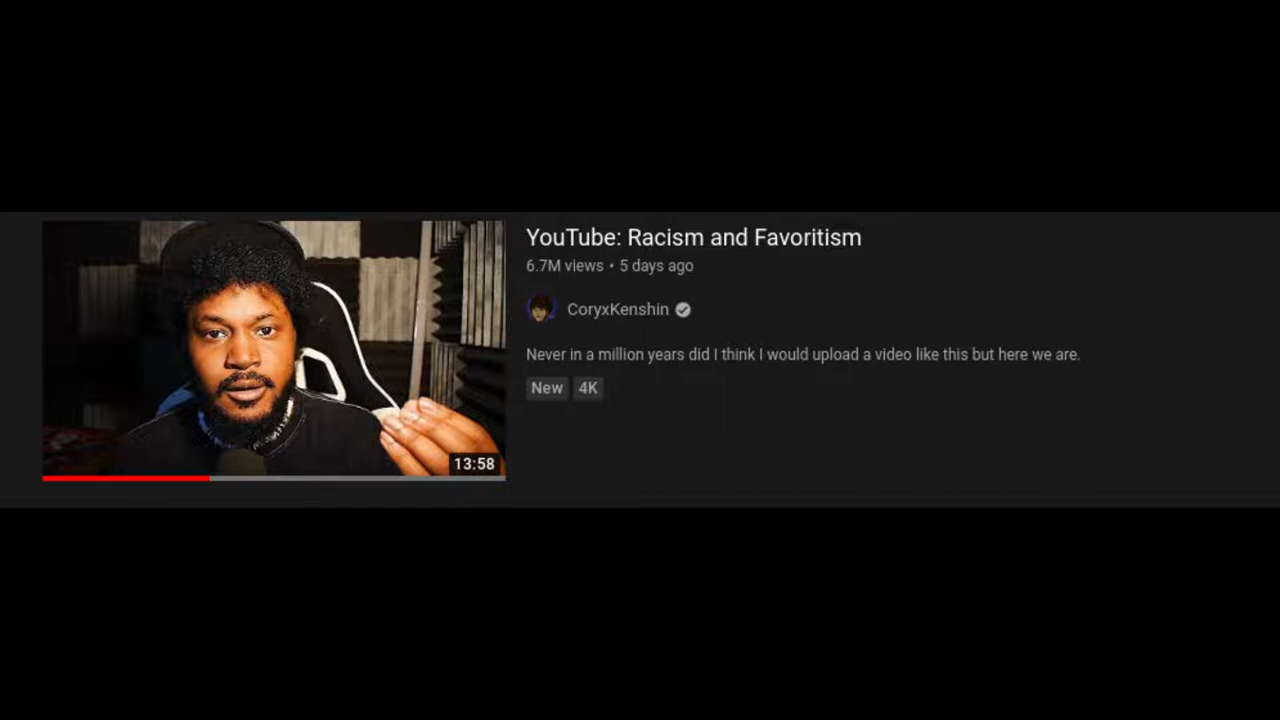 YouTube: Racism and Favoritism
6.7M views • 5 days ago
CoryxKenshin
Never in a million years did I think I would upload a video like this but here we are.
New 4K
13:58